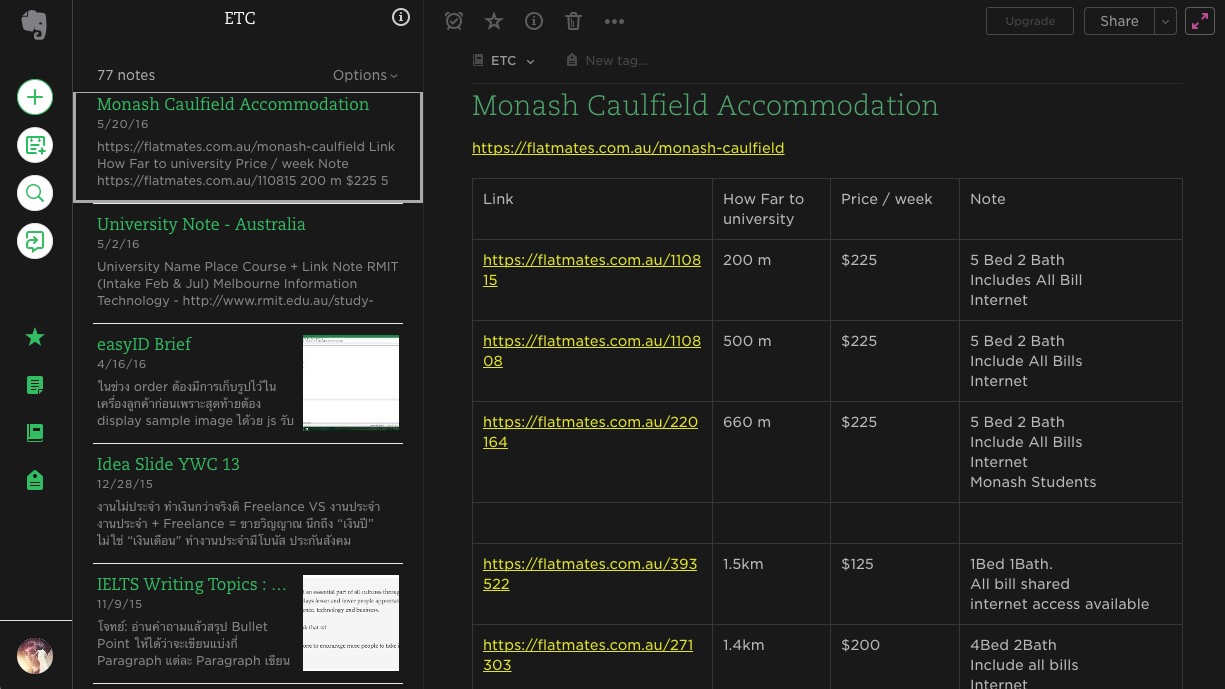 ETC
77 notes
Options
Monash Caulfield Accommodation
5/20/16
https://flatmates.com.au/monash-caulfield Link
How Far to university Price / week Note
https://flatmates.com.au/110815 200 m $225 5
University Note - Australia
5/2/16
University Name Place Course + Link Note RMIT
(Intake Feb & Jul) Melbourne Information
Technology - http://www.rmit.edu.au/study-
easyID Brief
4/16/16
ในช่วง order ต้องมีการเก็บรูปไว้ใน
เครื่องลูกค้าก่อนเพราะสุดท้ายต้อง
display sample image ได้วย js รับ
Idea Slide YWC 13
12/28/15
งานไม่ประจำ ทำเงินกว่าจริงดิ Freelance VS งานประจำ
งานประจำ + Freelance = ขายวิญญาณ นึกถึง “เงินปี”
ไม่ใช่ “เงินเดือน" ทำงานประจำมีโบนัส ประกันสังคม
IELTS Writing Topics : ...
11/9/15
โจทย์: อ่านคำถามแล้วสรุป Bullet
Point ให้ได้ว่าจะเขียนแบ่งกี่
Paragraph แต่ละ Paragraph เขียน
Upgrade
Share
ETC
New tag...
Monash Caulfield Accommodation
https://flatmates.com.au/monash-caulfield
Link
How Far to
university
Price / week
Note
https://flatmates.com.au/1108
15
200 m
$225
5 Bed 2 Bath
Includes All Bill
Internet
https://flatmates.com.au/1108
08
500 m
$225
5 Bed 2 Bath
Include All Bills
Internet
https://flatmates.com.au/220
164
660 m
$225
5 Bed 2 Bath
Include All Bills
Internet
Monash Students
https://flatmates.com.au/393
522
1.5km
$125
1Bed 1Bath.
All bill shared
internet access available
https://flatmates.com.au/271
303
1.4km
$200
4Bed 2Bath
Include all bills
Internet